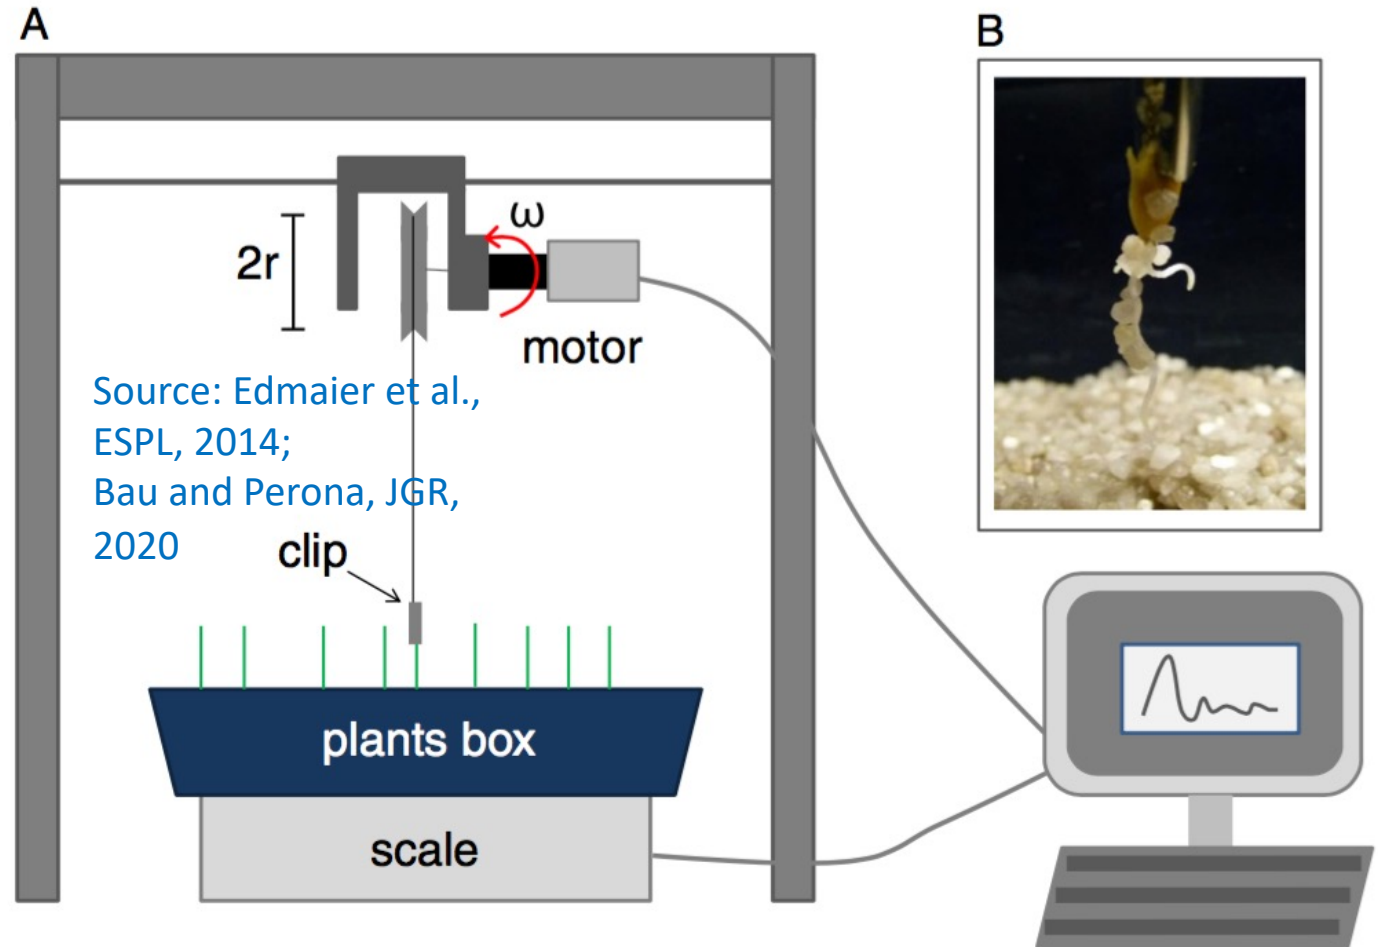 A
B
2r
ω
motor
Source: Edmaier et al.,
ESPL, 2014;
Bau and Perona, JGR,
2020
clip
plants box
scale